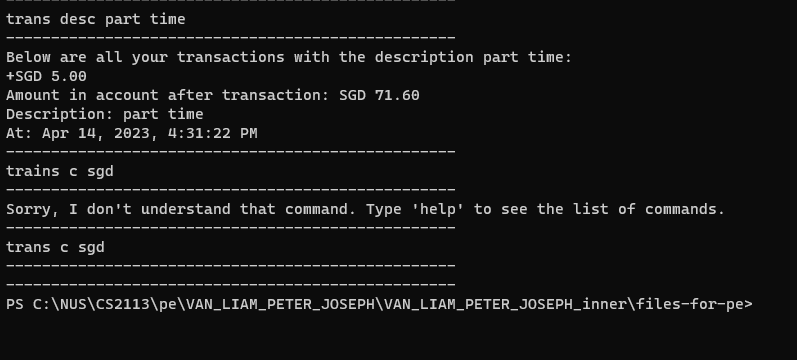 -------------------------------------------------
trans desc part time
-------------------------------------------------
Below are all your transactions with the description part time:
+SGD 5.00
Amount in account after transaction: SGD 71.60
Description: part time
At: Apr 14, 2023, 4:31:22 PM
-------------------------------------------------
trains c sgd
-------------------------------------------------
Sorry, I don't understand that command. Type 'help' to see the list of commands.
-------------------------------------------------
trans c sgd
-------------------------------------------------
-------------------------------------------------
PS C:\NUS\CS2113\pe\VAN_LIAM_PETER_JOSEPH\VAN_LIAM_PETER_JOSEPH_inner\files-for-pe>